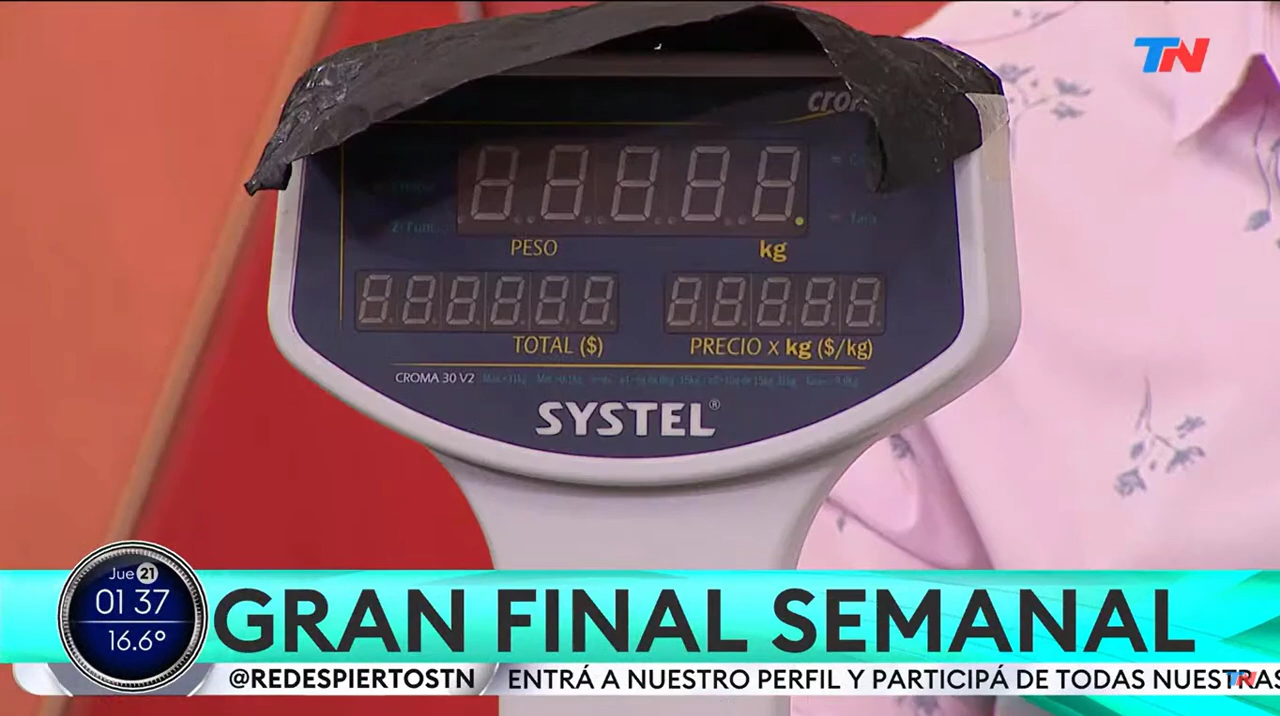 TN
PESO
kg
TOTAL ($)
PRECIO x kg ($/kg)
CROMA 30 V2
SYSTEL®
Jue 21
01 37
16.6°
GRAN FINAL SEMANAL
@REDESPIERTOSTN
ENTRÁ A NUESTRO PERFIL Y PARTICIPÁ DE TODAS NUESTRAS
TN